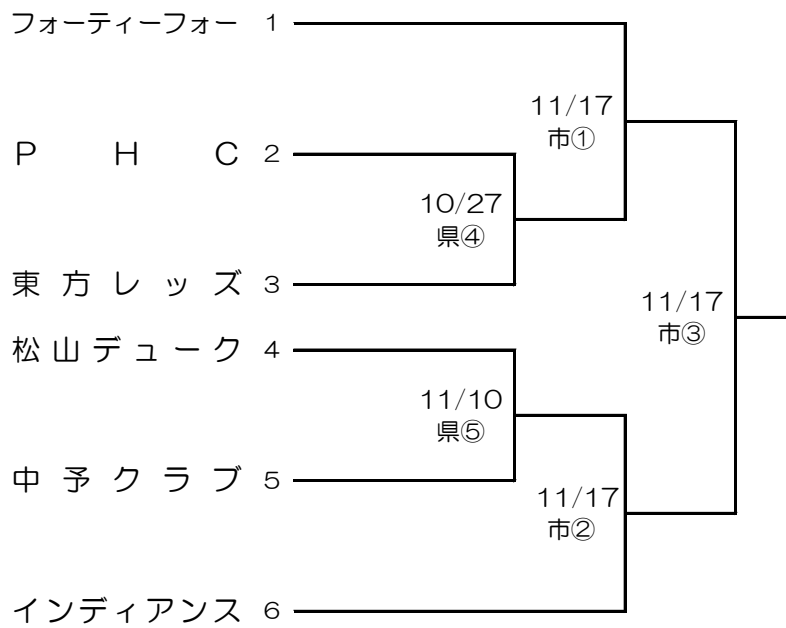 フォーティーフォー 1
11/17
市①
P H C 2
10/27
県④
東方レッズ 3
11/17
市③
松山デューク 4
11/10
県⑤
中予クラブ 5
11/17
市②
インディアンス 6